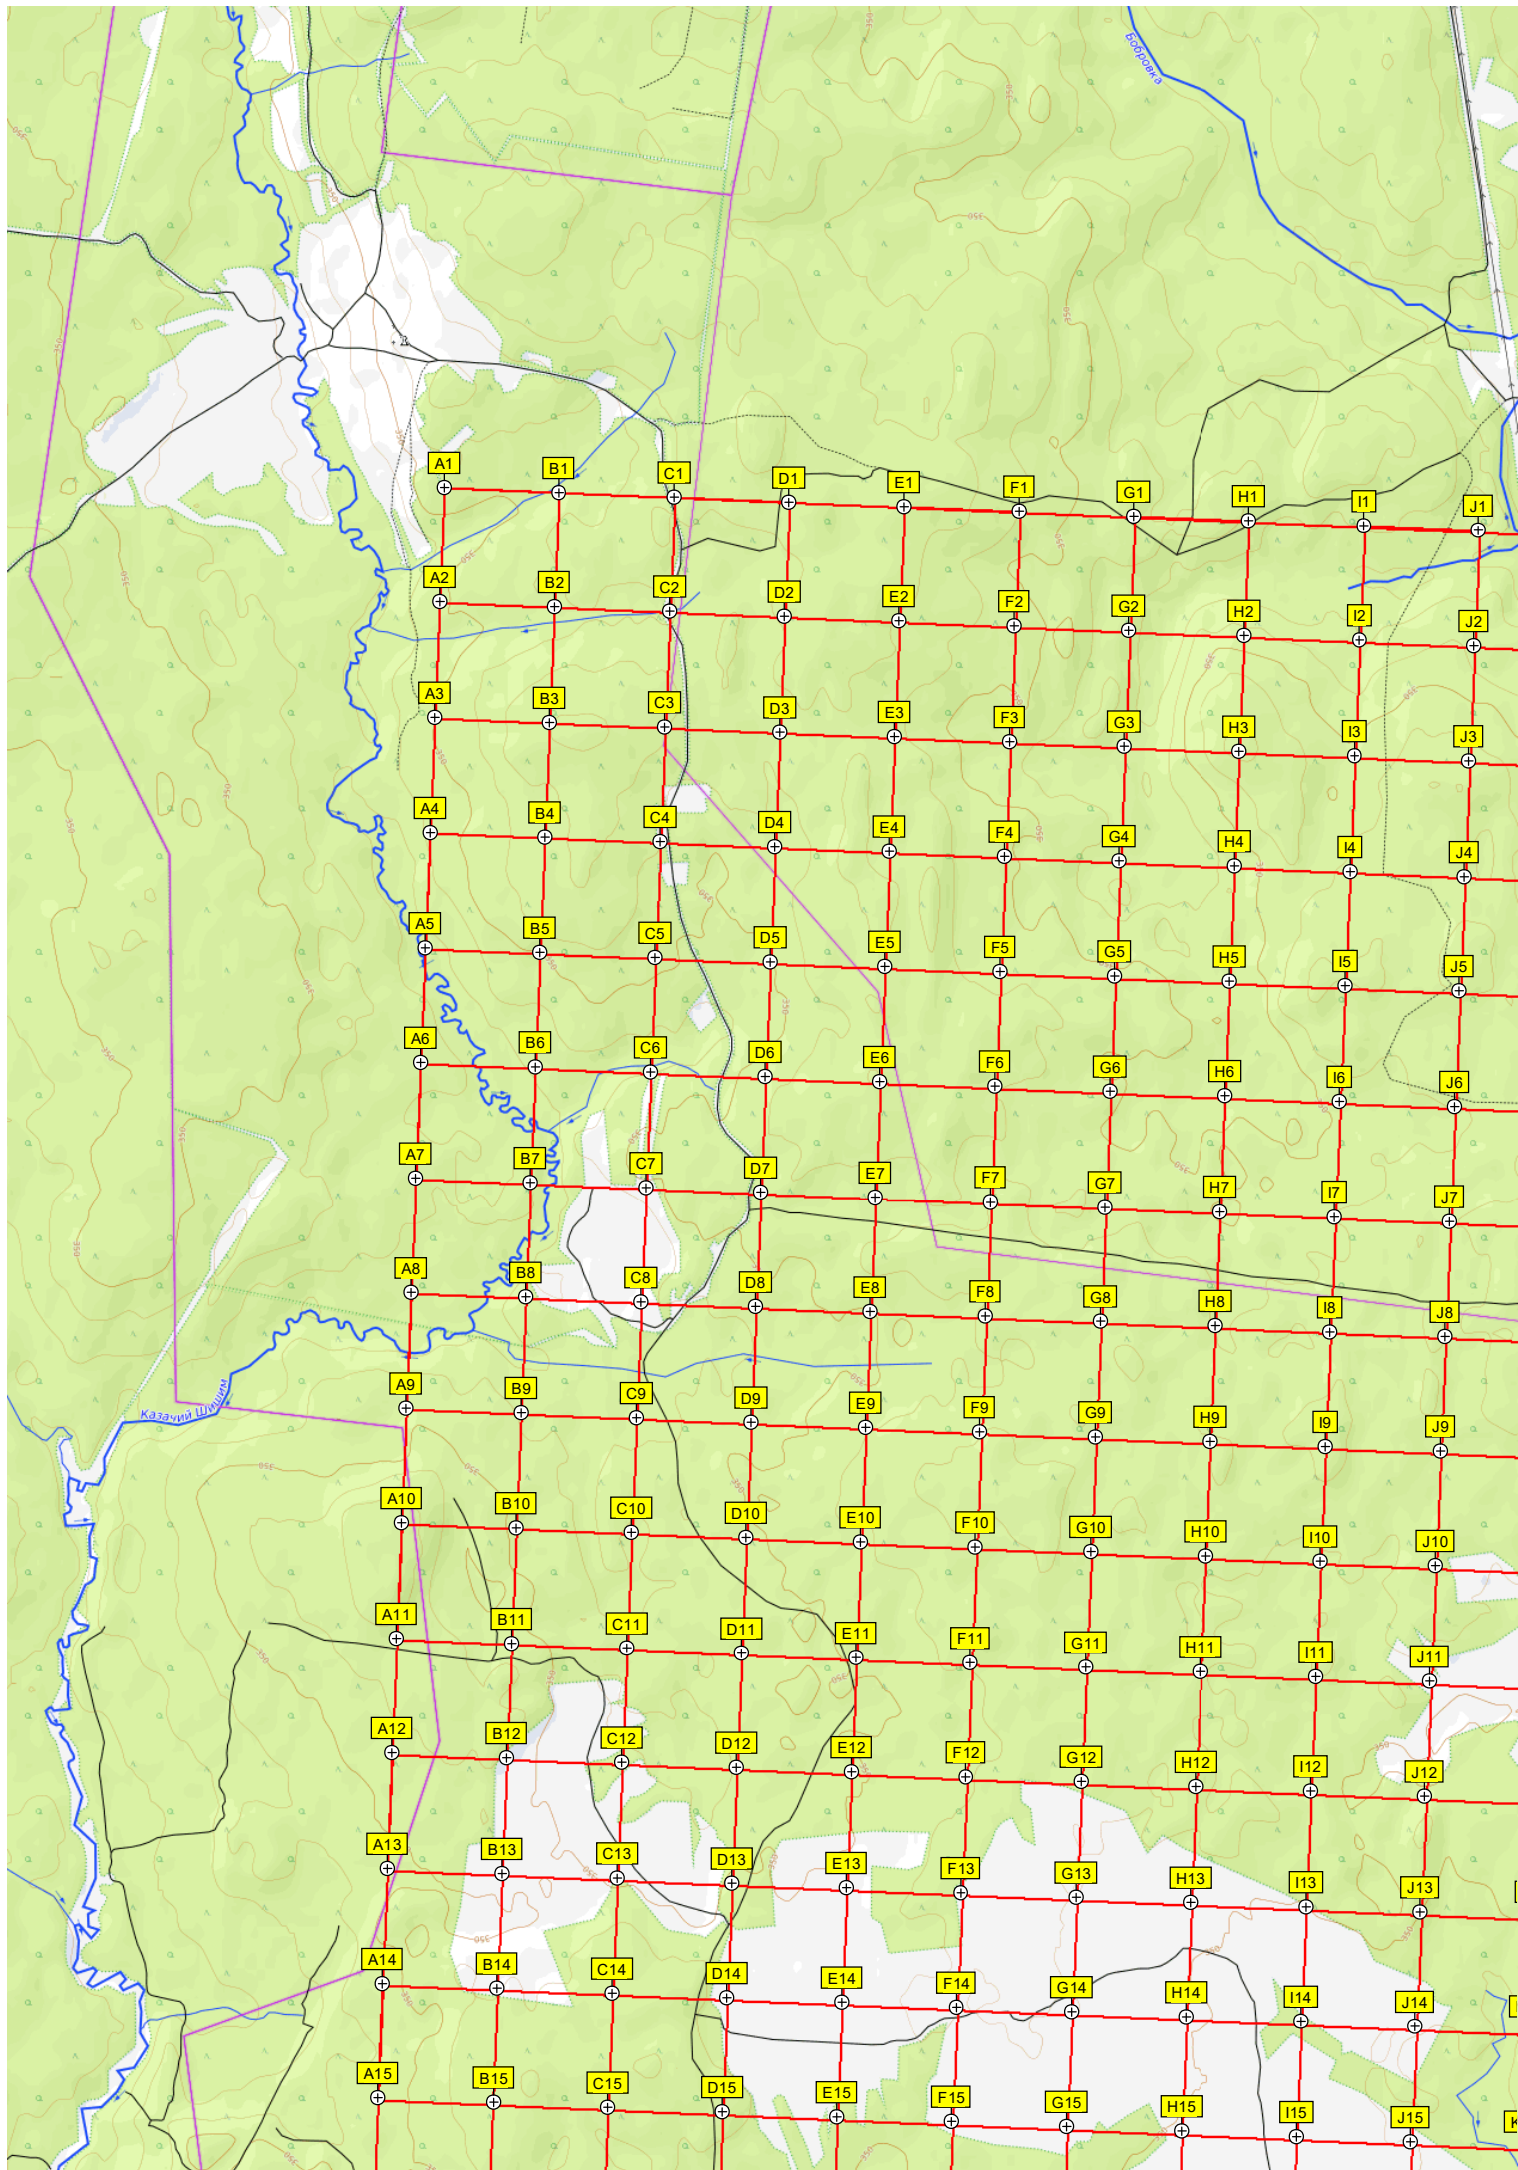 Бобровка
A1 B1 C1 D1 E1 F1 G1 H1 I1 J1
A2 B2 C2 D2 E2 F2 G2 H2 I2 J2
A3 B3 C3 D3 E3 F3 G3 H3 I3 J3
A4 B4 C4 D4 E4 F4 G4 H4 I4 J4
A5 B5 C5 D5 E5 F5 G5 H5 I5 J5
A6 B6 C6 D6 E6 F6 G6 H6 I6 J6
A7 B7 C7 D7 E7 F7 G7 H7 I7 J7
A8 B8 C8 D8 E8 F8 G8 H8 I8 J8
A9 B9 C9 D9 E9 F9 G9 H9 I9 J9
Казачий Шишим
A10 B10 C10 D10 E10 F10 G10 H10 I10 J10
A11 B11 C11 D11 E11 F11 G11 H11 I11 J11
A12 B12 C12 D12 E12 F12 G12 H12 I12 J12
A13 B13 C13 D13 E13 F13 G13 H13 I13 J13
A14 B14 C14 D14 E14 F14 G14 H14 I14 J14
A15 B15 C15 D15 E15 F15 G15 H15 I15 J15
350